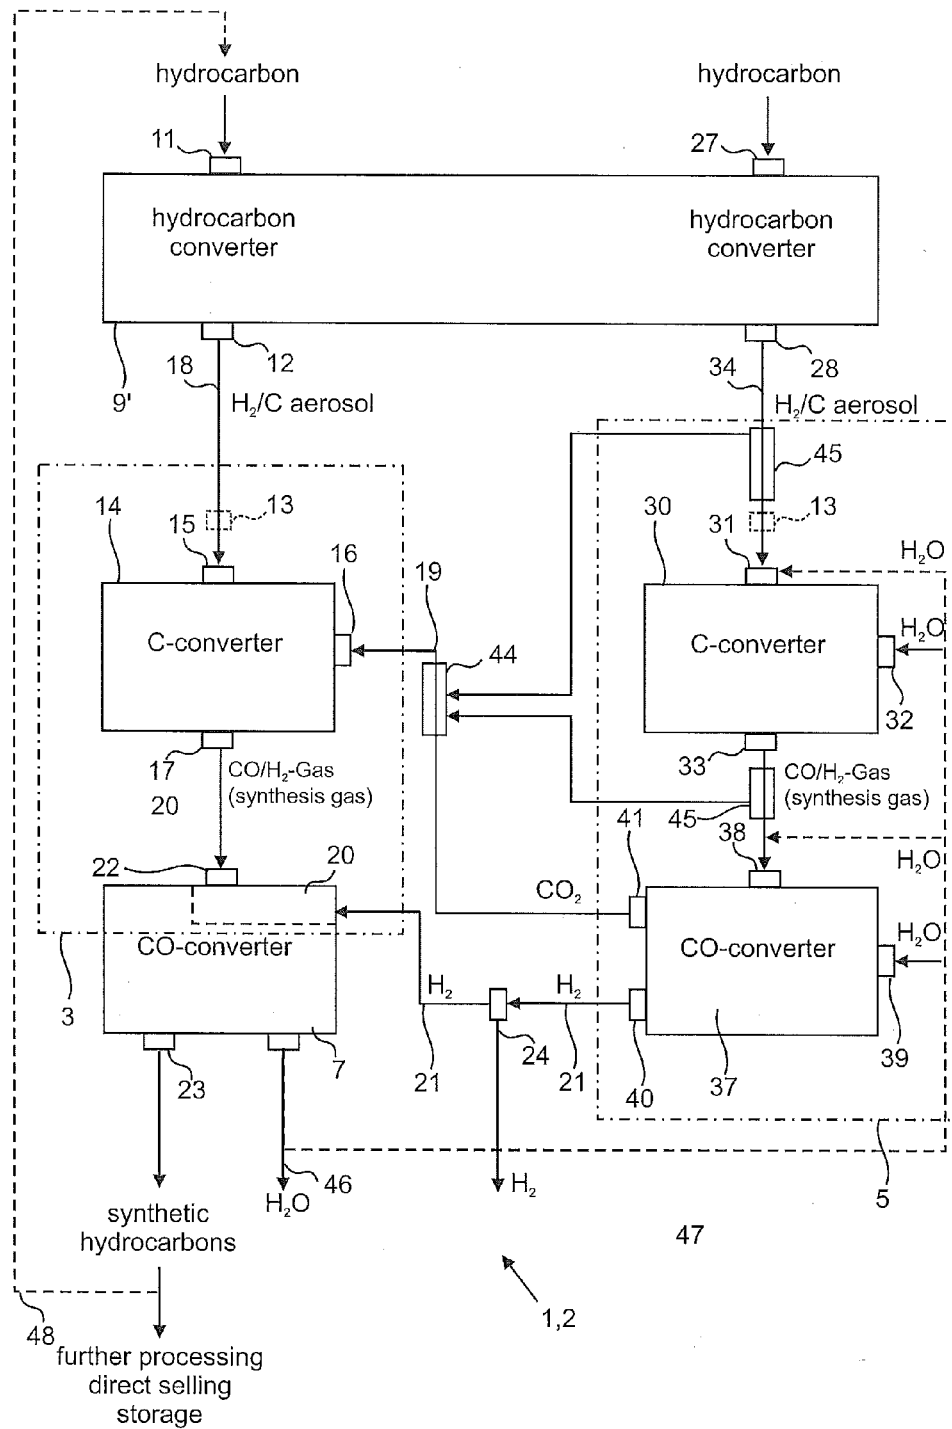 hydrocarbon
hydrocarbon
11
27
hydrocarbon
converter
hydrocarbon
converter
12
28
18
34
9'
H₂/C aerosol
H₂/C aerosol
45
14
13
30
13
15
31
H₂O
16
19
H₂O
C-converter
C-converter
44
32
17
33
CO/H₂-Gas
(synthesis gas)
CO/H₂-Gas
(synthesis gas)
20
45
41
38
22
20
H₂O
CO₂
CO-converter
CO-converter
H₂O
3
H₂
H₂
7
24
39
23
21
21
40
37
46
H₂O
H₂
5
synthetic
hydrocarbons
47
1,2
48
further processing
direct selling
storage